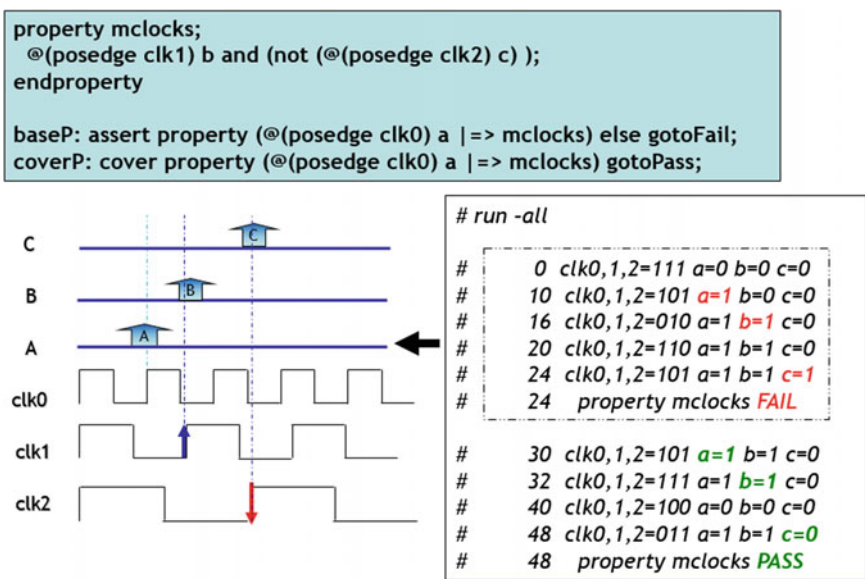 property mclocks;
@(posedge clk1) b and (not (@(posedge clk2) c) );
endproperty
baseP: assert property (@(posedge clk0) a |=> mclocks) else gotoFail;
coverP: cover property (@(posedge clk0) a |=> mclocks) gotoPass;
C
C
B
B
A
A
clk0
clk1
clk2
# run -all
# 0 clk0,1,2=111 a=0 b=0 c=0
# 10 clk0,1,2=101 a=1 b=0 c=0
# 16 clk0,1,2=010 a=1 b=1 c=0
# 20 clk0,1,2=110 a=1 b=1 c=0
# 24 clk0,1,2=101 a=1 b=1 c=1
# 24 property mclocks FAIL
# 30 clk0,1,2=101 a=1 b=1 c=0
# 32 clk0,1,2=111 a=1 b=1 c=0
# 40 clk0,1,2=100 a=0 b=0 c=0
# 48 clk0,1,2=011 a=1 b=1 c=0
# 48 property mclocks PASS